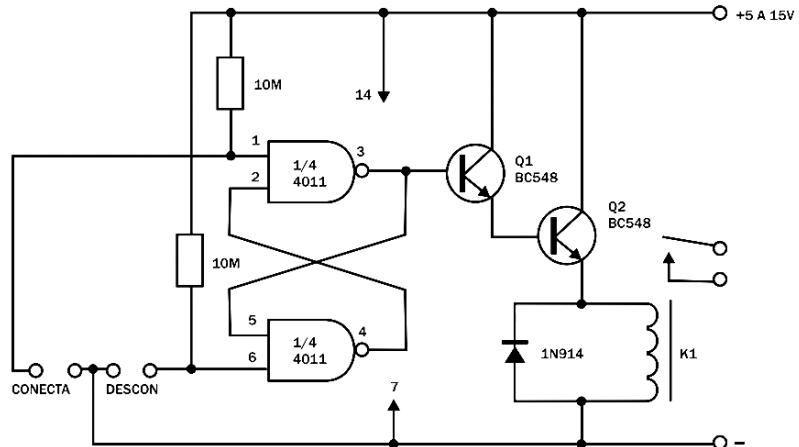 +5 A 15V
10M
14
1
3
1/4
4011
2
Q1
BC548
Q2
BC548
10M
5
4
1/4
4011
6
1N914
K1
CONECTA
DESCON
7
–